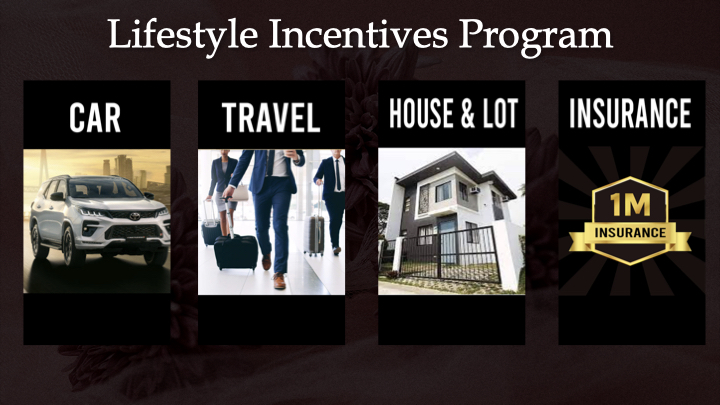 Lifestyle Incentives Program
CAR
TRAVEL
HOUSE & LOT
INSURANCE
1M
INSURANCE